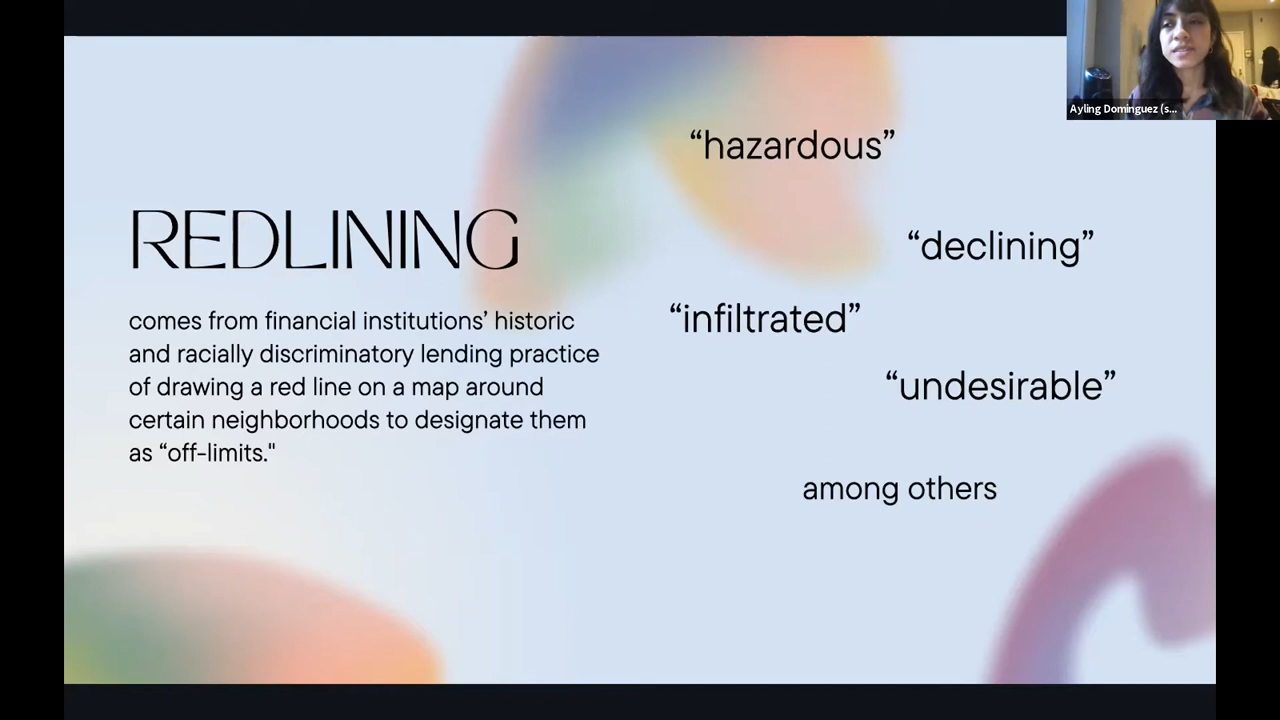 Ayling Dominguez (s...
"hazardous"
REDLINING
"declining"
comes from financial institutions’ historic
and racially discriminatory lending practice
of drawing a red line on a map around
certain neighborhoods to designate them
as “off-limits."
“infiltrated”
“undesirable”
among others